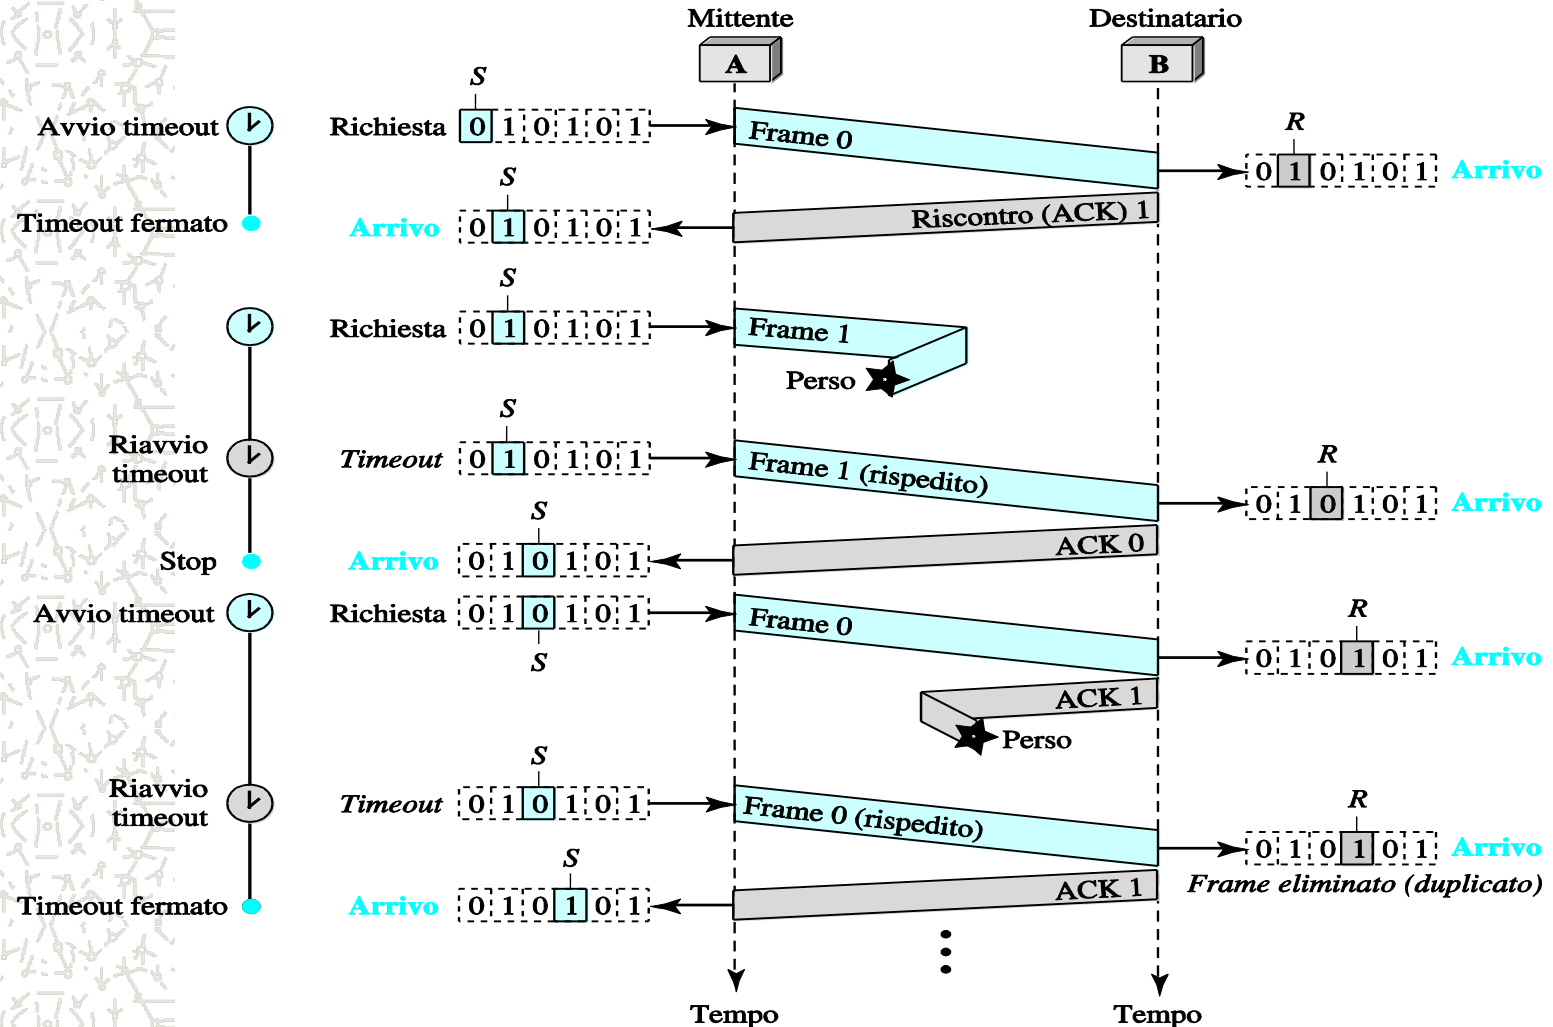 Mittente
Destinatario
A
B
S
Avvio timeout
Richiesta
0 1 0 1 0 1
Frame 0
R
0 1 0 1 0 1
Arrivo
S
Timeout fermato
Arrivo
0 1 0 1 0 1
Riscontro (ACK) 1
S
Richiesta
0 1 0 1 0 1
Frame 1
Perso
S
Riavvio
timeout
Timeout
0 1 0 1 0 1
Frame 1 (rispedito)
R
0 1 0 1 0 1
Arrivo
S
Stop
Arrivo
0 1 0 1 0 1
ACK 0
Avvio timeout
Richiesta
0 1 0 1 0 1
S
Frame 0
R
0 1 0 1 0 1
Arrivo
ACK 1
Perso
S
Riavvio
timeout
Timeout
0 1 0 1 0 1
Frame 0 (rispedito)
R
0 1 0 1 0 1
Arrivo
Frame eliminato (duplicato)
S
Timeout fermato
Arrivo
0 1 0 1 0 1
ACK 1
Tempo
Tempo